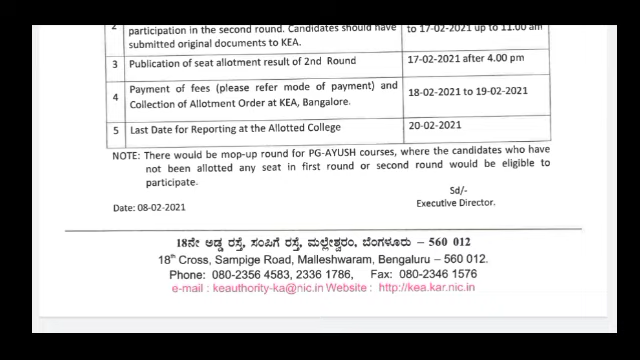 2
participation in the second round. Candidates should have
to 17-02-2021 up to 11.00 am
submitted original documents to KEA.
3 Publication of seat allotment result of 2nd Round 17-02-2021 after 4.00 pm
4 Payment of fees (please refer mode of payment) and
Collection of Allotment Order at KEA, Bangalore.
18-02-2021 to 19-02-2021
5 Last Date for Reporting at the Allotted College 20-02-2021
NOTE: There would be mop-up round for PG-AYUSH courses, where the candidates who have
not been allotted any seat in first round or second round would be eligible to
participate.
Sd/-
Date: 08-02-2021 Executive Director.
18ನೇ ಅಡ್ಡ ರಸ್ತೆ, ಸಂಪಿಗೆ ರಸ್ತೆ, ಮಲ್ಲೇಶ್ವರಂ, ಬೆಂಗಳೂರು – 560 012
18th Cross, Sampige Road, Malleshwaram, Bengaluru – 560 012.
Phone: 080-2356 4583, 2336 1786, Fax: 080-2346 1576
e-mail : keauthority-ka@nic.in Website : http://kea.kar.nic.in